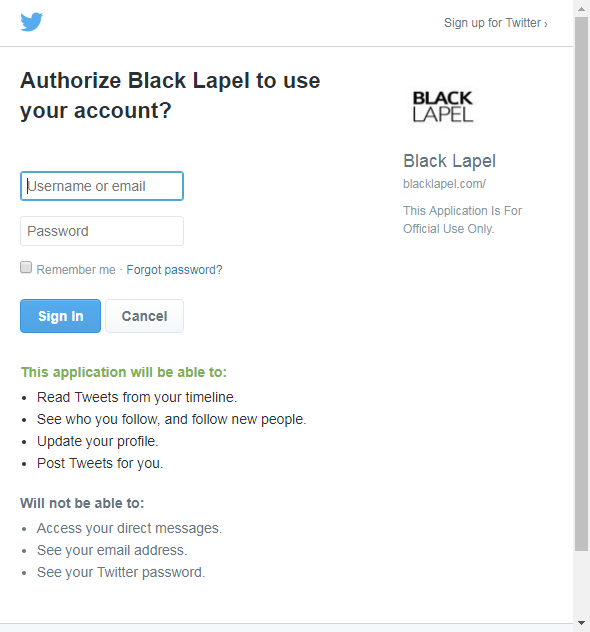 Sign up for Twitter ›
Authorize Black Lapel to use
your account?
Username or email
Password
Remember me · Forgot password?
Sign In Cancel
This application will be able to:
• Read Tweets from your timeline.
• See who you follow, and follow new people.
• Update your profile.
• Post Tweets for you.
Will not be able to:
• Access your direct messages.
• See your email address.
• See your Twitter password.
BLACK
LAPEL
Black Lapel
blacklapel.com/
This Application Is For
Official Use Only.